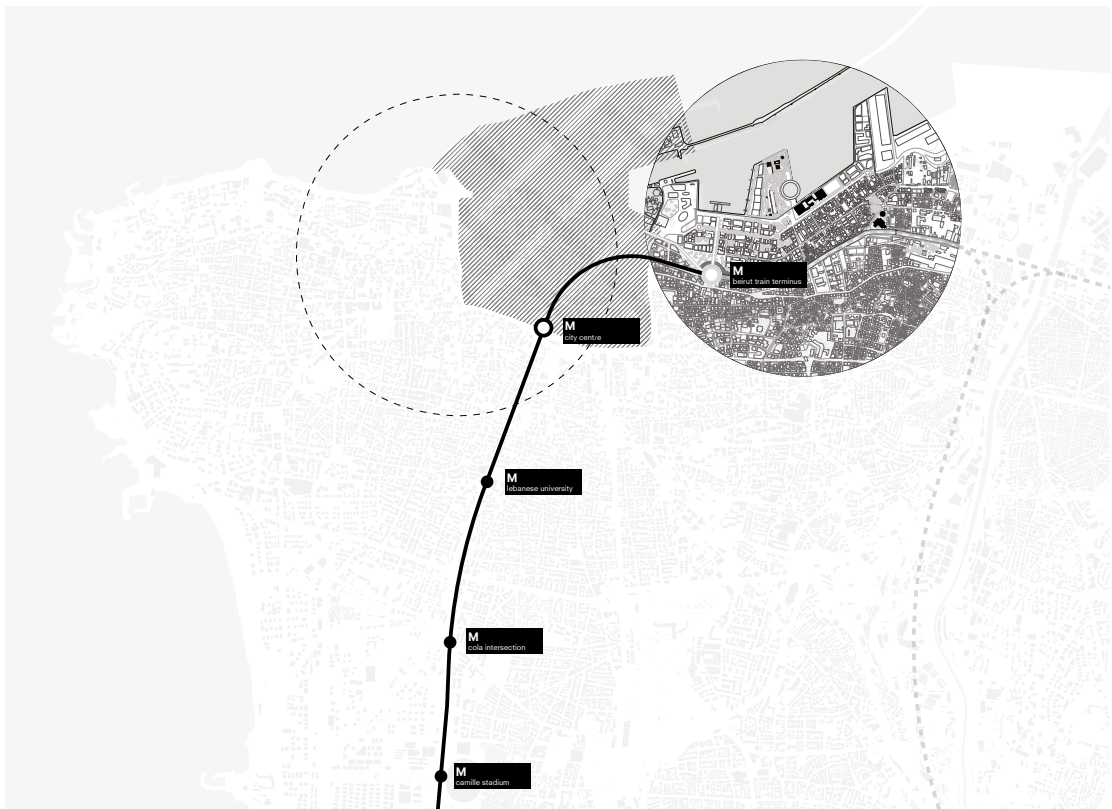 M
beirut train terminus
M
city centre
M
lebanese university
M
cola intersection
M
camille stadium